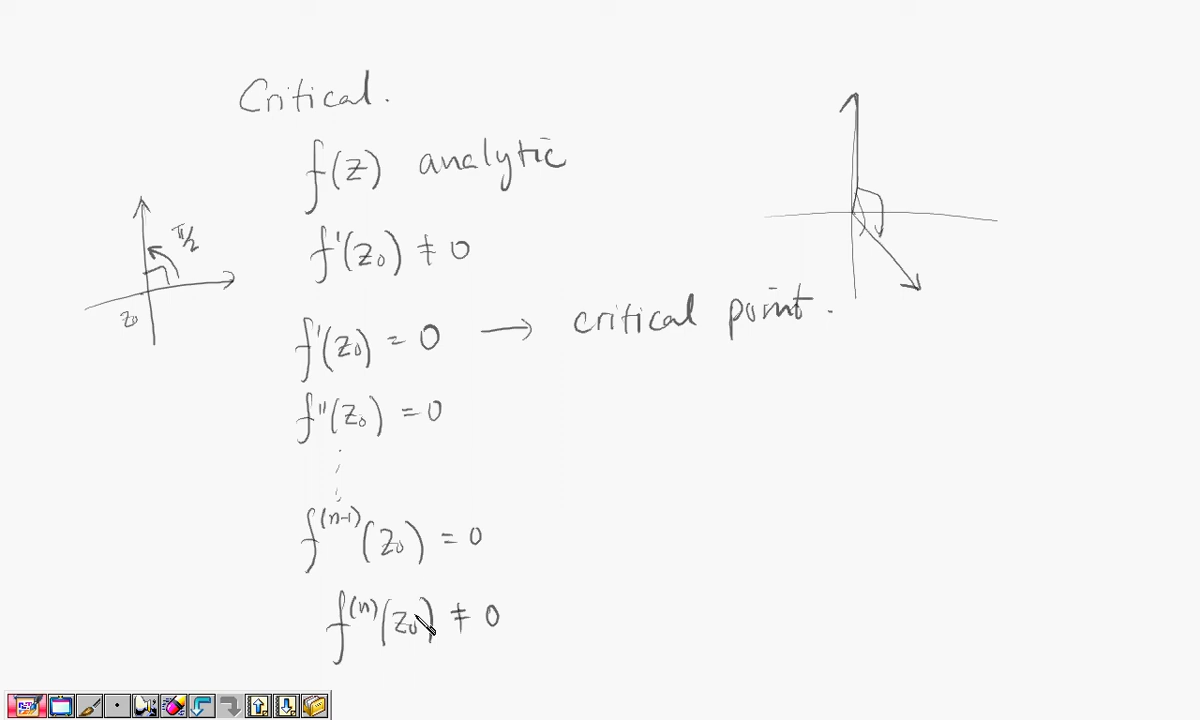 Critical.
f(z) analytic
π/2
f'(z₀) ≠ 0
z₀
f'(z₀) = 0 → critical point.
f''(z₀) = 0
⋮
f⁽ⁿ⁻¹⁾(z₀) = 0
f⁽ⁿ⁾(z₀) ≠ 0